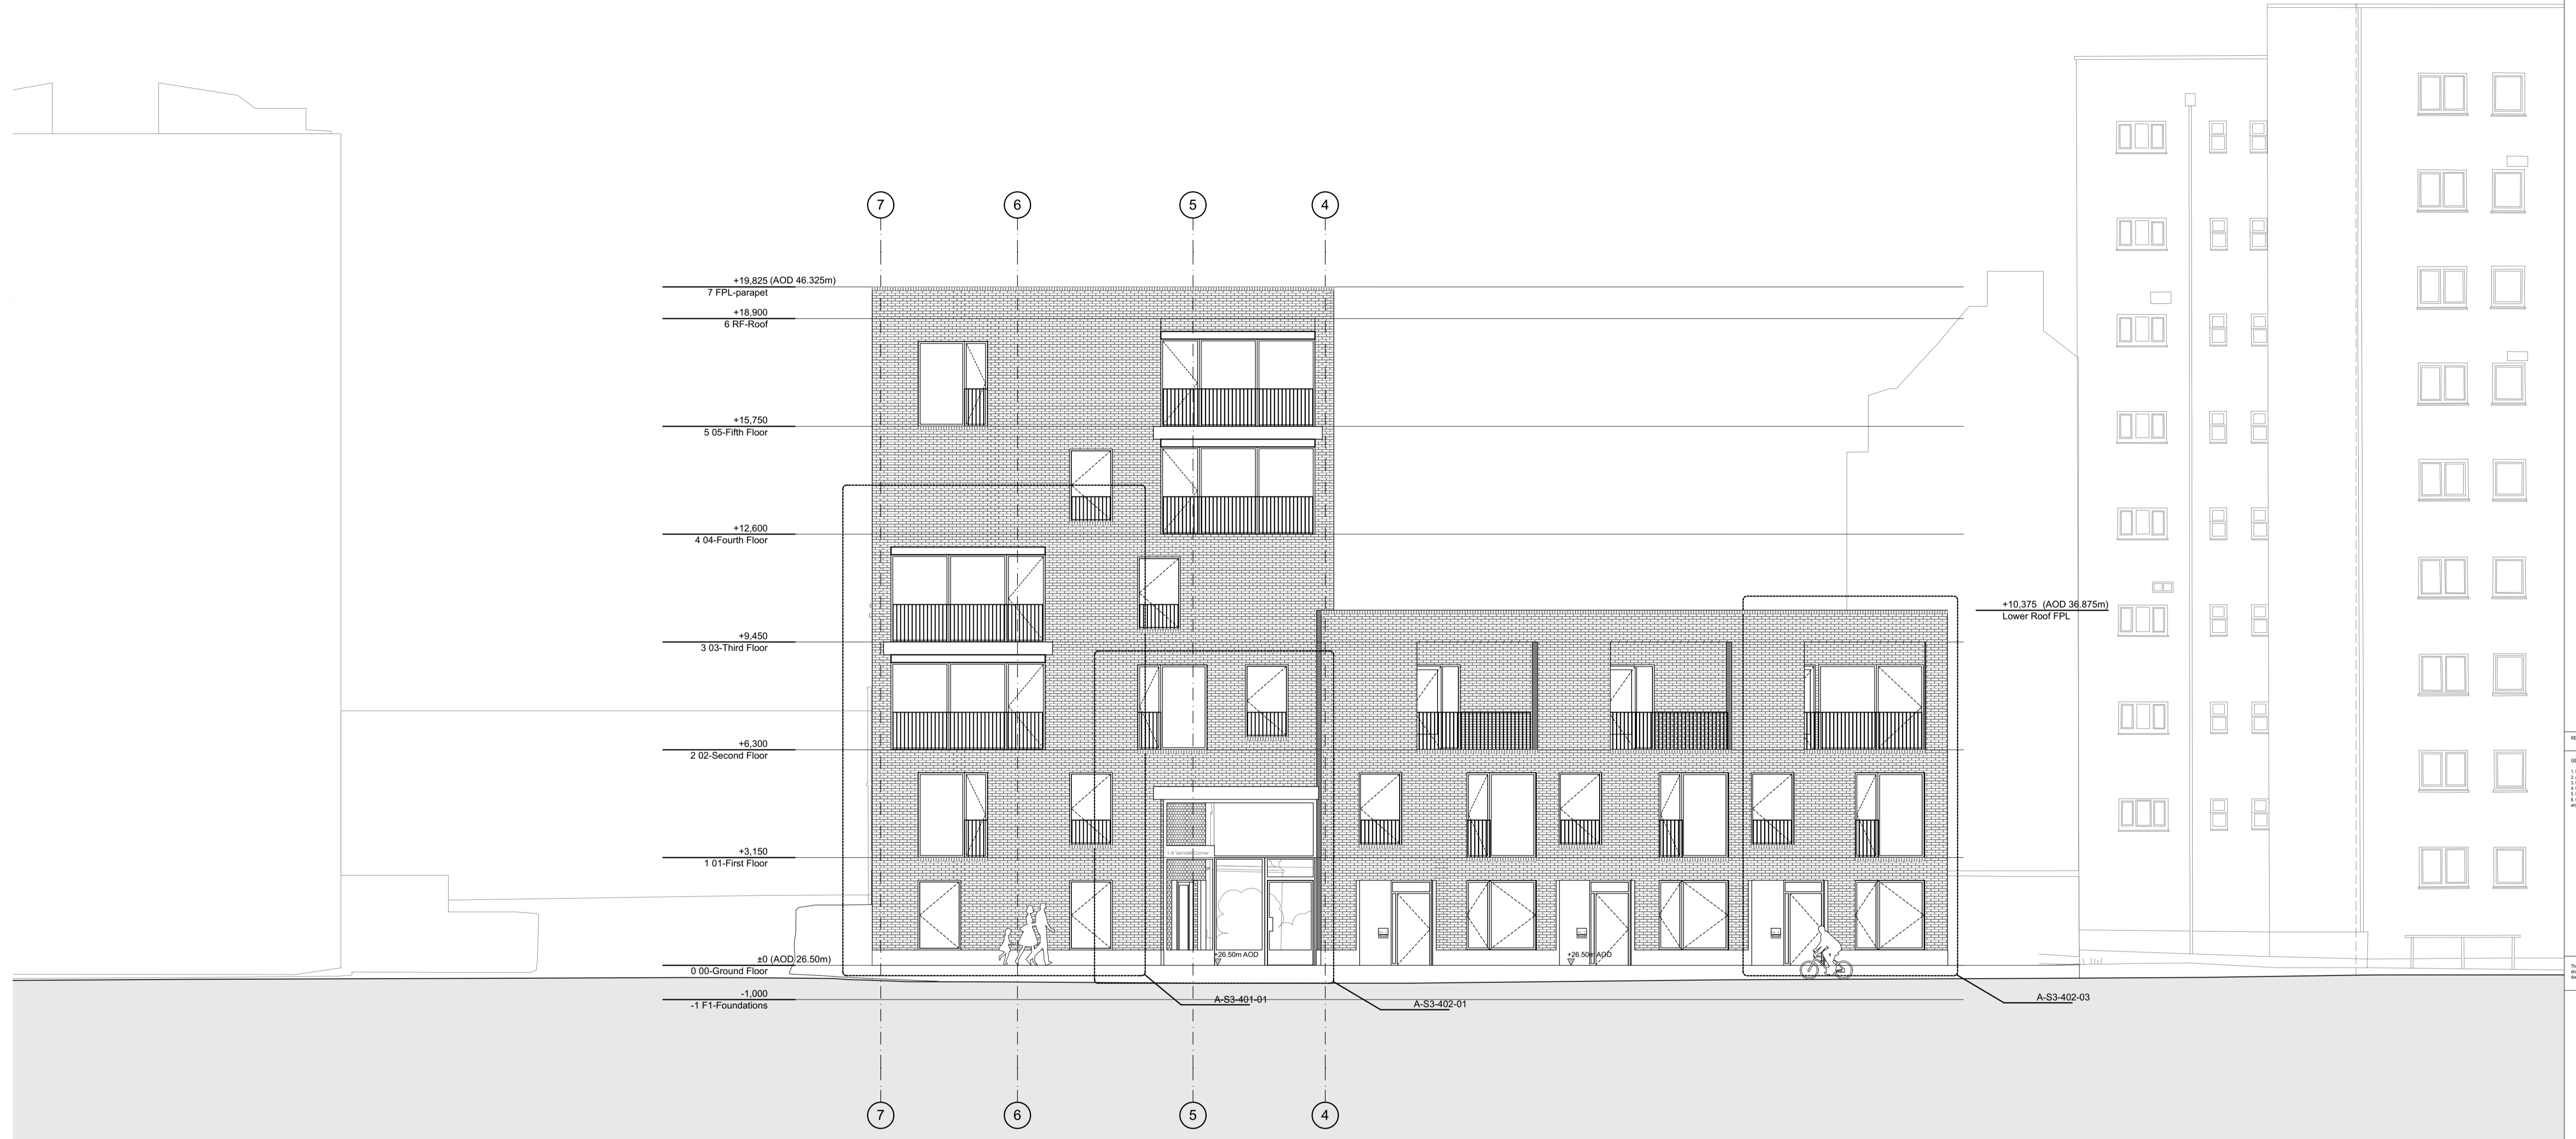 7 6 5 4
+19,825 (AOD 46.325m)
7 FPL-parapet
+18,900
6 RF-Roof
+15,750
5 05-Fifth Floor
+12,600
4 04-Fourth Floor
+10,375 (AOD 36.875m)
Lower Roof FPL
+9,450
3 03-Third Floor
+6,300
2 02-Second Floor
+3,150
1 01-First Floor
±0 (AOD 26.50m)
0 00-Ground Floor
+26.50m AOD
+26.50m AOD
-1,000
-1 F1-Foundations
A-S3-401-01
A-S3-402-01
A-S3-402-03
7 6 5 4